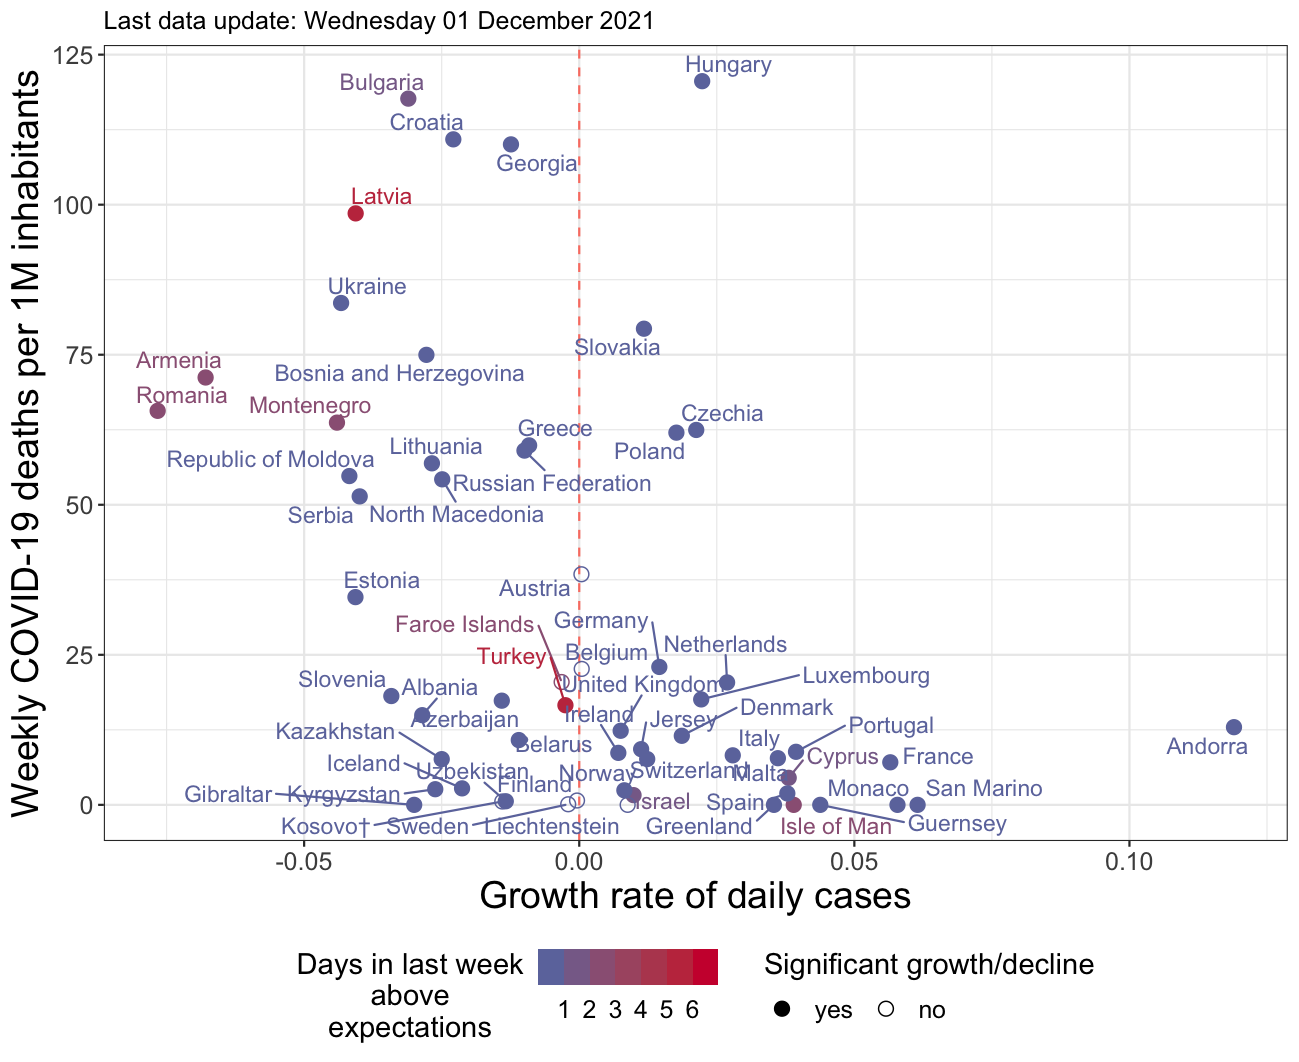 Last data update: Wednesday 01 December 2021
Weekly COVID-19 deaths per 1M inhabitants
125
100
75
50
25
0
Hungary
Bulgaria
Croatia
Georgia
Latvia
Ukraine
Slovakia
Armenia
Bosnia and Herzegovina
Romania
Montenegro
Czechia
Greece
Lithuania
Poland
Republic of Moldova
Russian Federation
Serbia
North Macedonia
Estonia
Austria
Faroe Islands
Germany
Netherlands
Turkey
Belgium
Slovenia
Albania
United Kingdom
Luxembourg
Azerbaijan
Ireland
Jersey
Denmark
Kazakhstan
Belarus
Italy
Portugal
Andorra
Iceland
Uzbekistan
Norway
Switzerland
Malta
Cyprus
France
Gibraltar
Kyrgyzstan
Finland
Israel
Spain
Monaco
San Marino
Kosovo†
Sweden
Liechtenstein
Greenland
Isle of Man
Guernsey
-0.05
0.00
0.05
0.10
Growth rate of daily cases
Days in last week
above
expectations
1 2 3 4 5 6
Significant growth/decline
yes
no